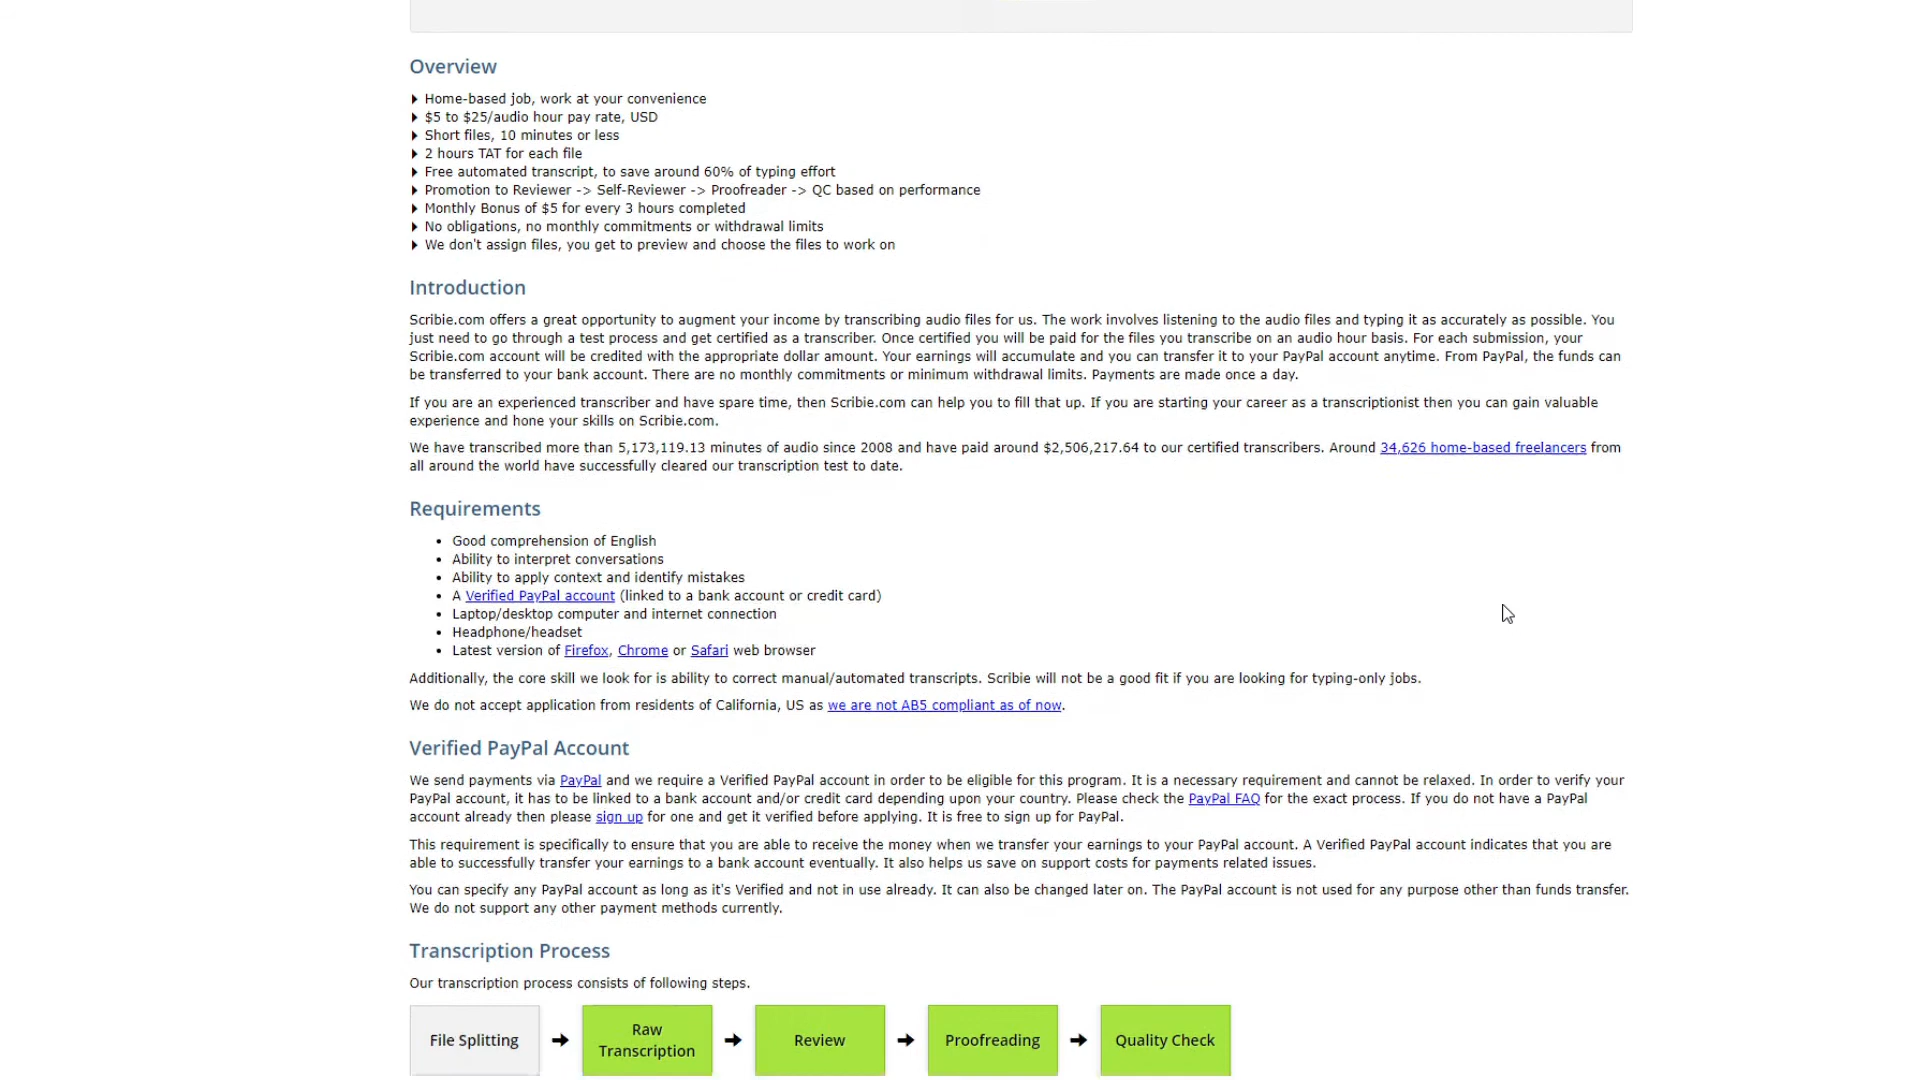 Overview
Home-based job, work at your convenience
$5 to $25/audio hour pay rate, USD
Short files, 10 minutes or less
2 hours TAT for each file
Free automated transcript, to save around 60% of typing effort
Promotion to Reviewer -> Self-Reviewer -> Proofreader -> QC based on performance
Monthly Bonus of $5 for every 3 hours completed
No obligations, no monthly commitments or withdrawal limits
We don't assign files, you get to preview and choose the files to work on
Introduction
Scribie.com offers a great opportunity to augment your income by transcribing audio files for us. The work involves listening to the audio files and typing it as accurately as possible. You
just need to go through a test process and get certified as a transcriber. Once certified you will be paid for the files you transcribe on an audio hour basis. For each submission, your
Scribie.com account will be credited with the appropriate dollar amount. Your earnings will accumulate and you can transfer it to your PayPal account anytime. From PayPal, the funds can
be transferred to your bank account. There are no monthly commitments or minimum withdrawal limits. Payments are made once a day.
If you are an experienced transcriber and have spare time, then Scribie.com can help you to fill that up. If you are starting your career as a transcriptionist then you can gain valuable
experience and hone your skills on Scribie.com.
We have transcribed more than 5,173,119.13 minutes of audio since 2008 and have paid around $2,506,217.64 to our certified transcribers. Around 34,626 home-based freelancers from
all around the world have successfully cleared our transcription test to date.
Requirements
Good comprehension of English
Ability to interpret conversations
Ability to apply context and identify mistakes
A Verified PayPal account (linked to a bank account or credit card)
Laptop/desktop computer and internet connection
Headphone/headset
Latest version of Firefox, Chrome or Safari web browser
Additionally, the core skill we look for is ability to correct manual/automated transcripts. Scribie will not be a good fit if you are looking for typing-only jobs.
We do not accept application from residents of California, US as we are not AB5 compliant as of now.
Verified PayPal Account
We send payments via PayPal and we require a Verified PayPal account in order to be eligible for this program. It is a necessary requirement and cannot be relaxed. In order to verify your
PayPal account, it has to be linked to a bank account and/or credit card depending upon your country. Please check the PayPal FAQ for the exact process. If you do not have a PayPal
account already then please sign up for one and get it verified before applying. It is free to sign up for PayPal.
This requirement is specifically to ensure that you are able to receive the money when we transfer your earnings to your PayPal account. A Verified PayPal account indicates that you are
able to successfully transfer your earnings to a bank account eventually. It also helps us save on support costs for payments related issues.
You can specify any PayPal account as long as it's Verified and not in use already. It can also be changed later on. The PayPal account is not used for any purpose other than funds transfer.
We do not support any other payment methods currently.
Transcription Process
Our transcription process consists of following steps.
File Splitting
Raw
Transcription
Review
Proofreading
Quality Check